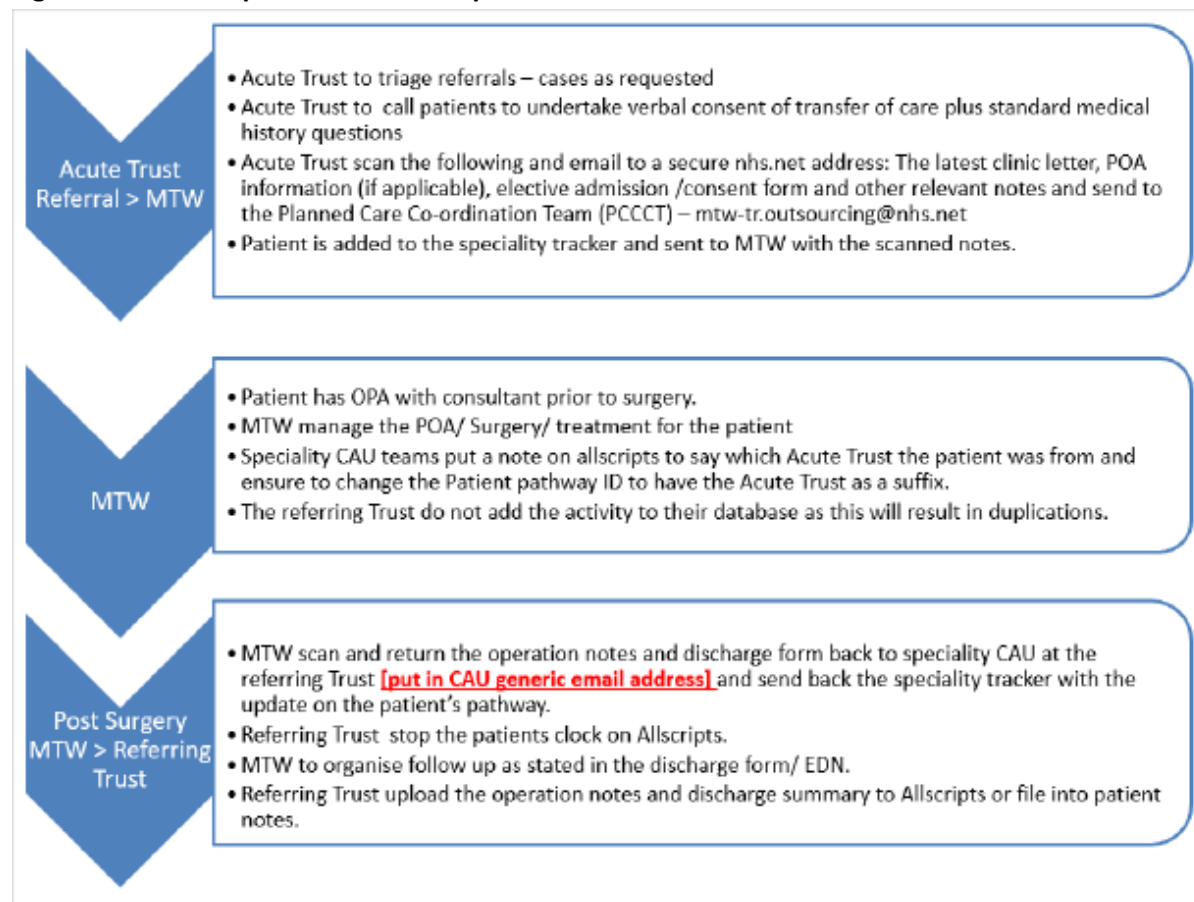 • Acute Trust to triage referrals – cases as requested
• Acute Trust to call patients to undertake verbal consent of transfer of care plus standard medical
history questions
Acute Trust
Referral > MTW
• Acute Trust scan the following and email to a secure nhs.net address: The latest clinic letter, POA
information (if applicable), elective admission /consent form and other relevant notes and send to
the Planned Care Co-ordination Team (PCCCT) – mtw-tr.outsourcing@nhs.net
• Patient is added to the speciality tracker and sent to MTW with the scanned notes.
MTW
• Patient has OPA with consultant prior to surgery.
• MTW manage the POA/ Surgery/ treatment for the patient
• Speciality CAU teams put a note on allscripts to say which Acute Trust the patient was from and
ensure to change the Patient pathway ID to have the Acute Trust as a suffix.
• The referring Trust do not add the activity to their database as this will result in duplications.
Post Surgery
MTW > Referring
Trust
• MTW scan and return the operation notes and discharge form back to speciality CAU at the
referring Trust [put in CAU generic email address] and send back the speciality tracker with the
update on the patient's pathway.
• Referring Trust stop the patients clock on Allscripts.
• MTW to organise follow up as stated in the discharge form/ EDN.
• Referring Trust upload the operation notes and discharge summary to Allscripts or file into patient
notes.